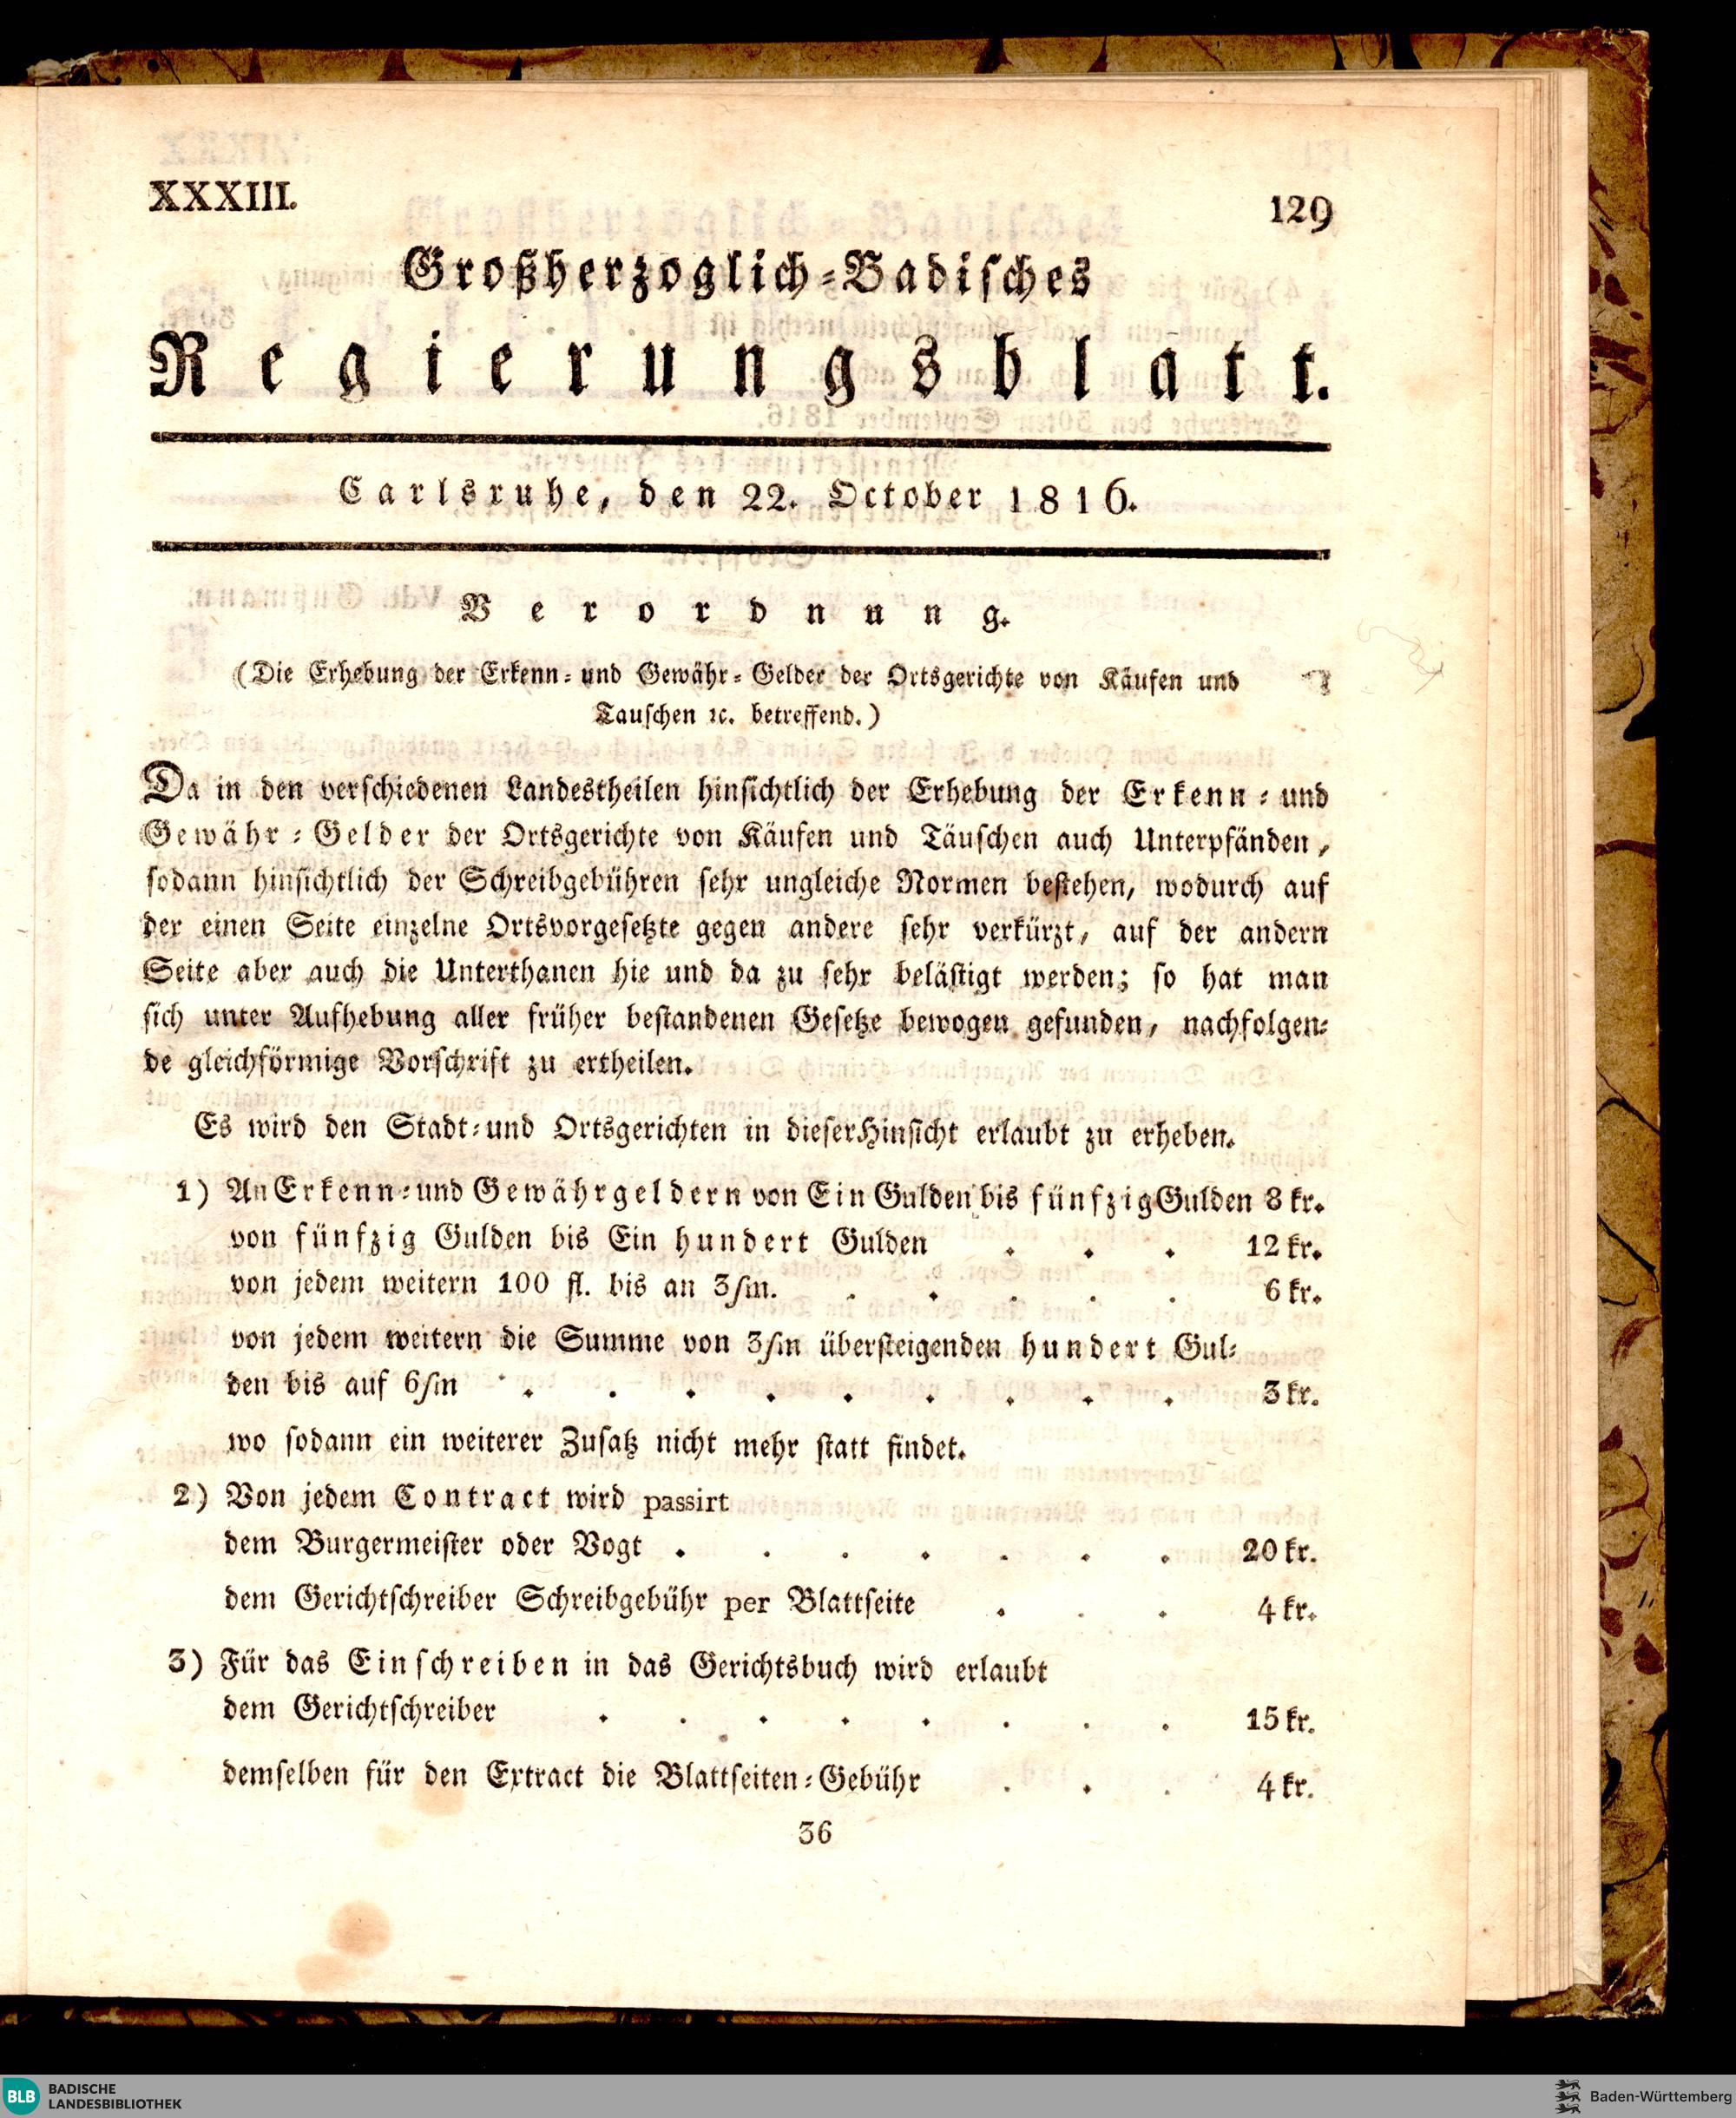 XXXIII.
129
Großherzoglich-Badisches
Regierungsblatt.
Carlsruhe, den 22. October 1816.
Verordnung.
(Die Erhebung der Erkenn- und Gewähr-Gelder der Ortsgerichte von Käufen und
Tauschen ꝛc. betreffend.)
Da in den verschiedenen Landestheilen hinsichtlich der Erhebung der Erkenn- und
Gewähr-Gelder der Ortsgerichte von Käufen und Täuschen auch Unterpfänden,
sodann hinsichtlich der Schreibgebühren sehr ungleiche Normen bestehen, wodurch auf
der einen Seite einzelne Ortsvorgesetzte gegen andere sehr verkürzt, auf der andern
Seite aber auch die Unterthanen hie und da zu sehr belästigt werden; so hat man
sich unter Aufhebung aller früher bestandenen Gesetze bewogen gefunden, nachfolgen-
de gleichförmige Vorschrift zu ertheilen.
Es wird den Stadt- und Ortsgerichten in dieser Hinsicht erlaubt zu erheben.
1) An Erkenn- und Gewährgeldern von Ein Gulden bis fünfzig Gulden 8 kr.
von fünfzig Gulden bis Ein hundert Gulden . . . 12 kr.
von jedem weitern 100 fl. bis an 3/m. . . . . . 6 kr.
von jedem weitern die Summe von 3/m übersteigenden hundert Gul-
den bis auf 6/m . . . . . . . . . 3 kr.
wo sodann ein weiterer Zusatz nicht mehr statt findet.
2) Von jedem Contract wird passirt
dem Burgermeister oder Vogt . . . . . . . 20 kr.
dem Gerichtschreiber Schreibgebühr per Blattseite . . . 4 kr.
3) Für das Einschreiben in das Gerichtsbuch wird erlaubt
dem Gerichtschreiber . . . . . . . . 15 kr.
demselben für den Extract die Blattseiten-Gebühr . . . 4 kr.
36
BLB BADISCHE
LANDESBIBLIOTHEK
Baden-Württemberg